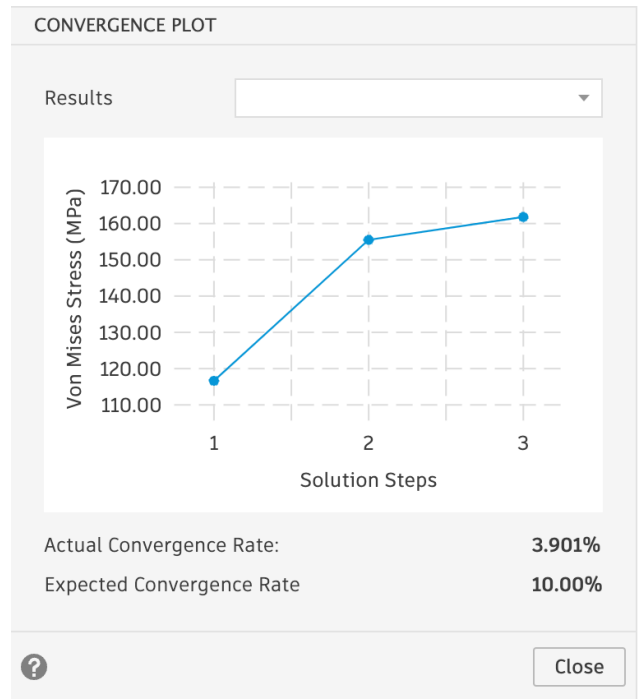 CONVERGENCE PLOT
Results
170.00
160.00
150.00
140.00
130.00
120.00
110.00
Von Mises Stress (MPa)
1 2 3
Solution Steps
Actual Convergence Rate: 3.901%
Expected Convergence Rate 10.00%
? Close